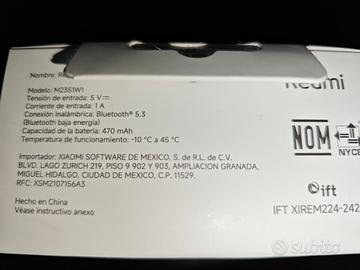 Nombre: Re
Redmi
Modelo: M2351W1
Tensión de entrada: 5 V⎓
Corriente de entrada: 1 A
Conexión inalámbrica: Bluetooth® 5.3
(Bluetooth baja energía)
Capacidad de la batería: 470 mAh
Temperatura de funcionamiento: -10 °C a 45 °C
NOM
NYCE
Importador: XIAOMI SOFTWARE DE MEXICO, S. de R.L. de C.V.
BLVD. LAGO ZURICH 219, PISO 9 902 y 903, AMPLIACION GRANADA,
MIGUEL HIDALGO, CIUDAD DE MEXICO, C.P. 11529.
RFC: XSM2107156A3
ift
IFT XIREM224-242
Hecho en China
Véase instructivo anexo
subito